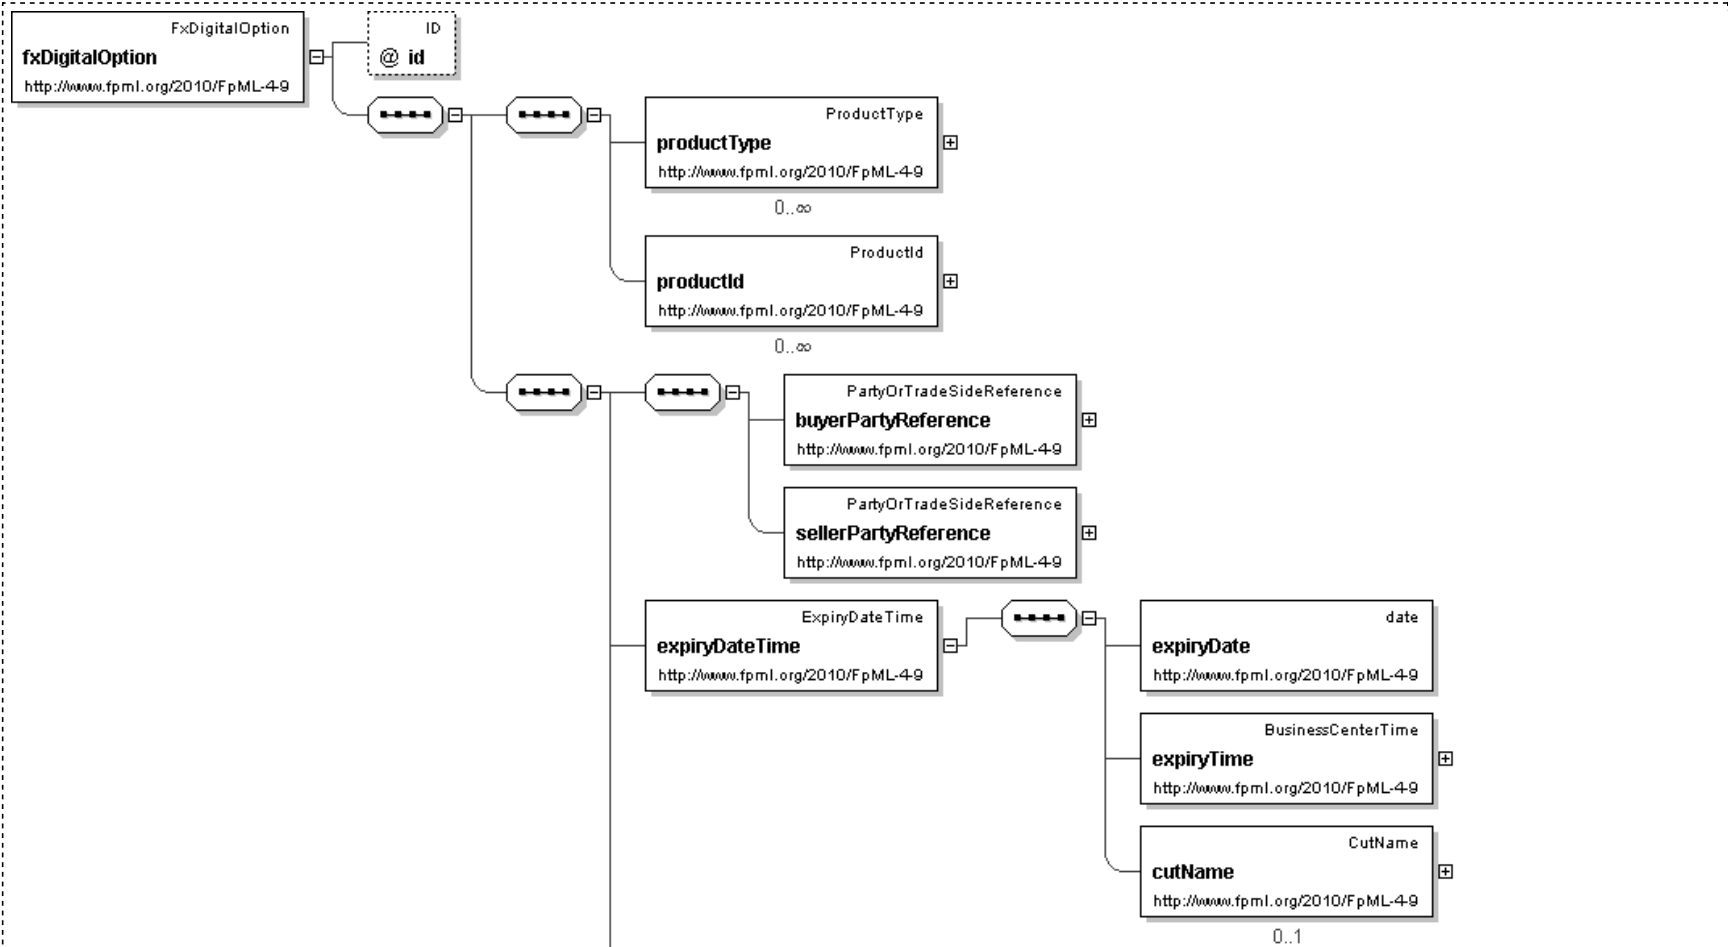 FxDigitalOption
fxDigitalOption
http://www.fpml.org/2010/FpML-4-9
ID
@ id
ProductType
productType
http://www.fpml.org/2010/FpML-4-9
0..∞
ProductId
productId
http://www.fpml.org/2010/FpML-4-9
0..∞
PartyOrTradeSideReference
buyerPartyReference
http://www.fpml.org/2010/FpML-4-9
PartyOrTradeSideReference
sellerPartyReference
http://www.fpml.org/2010/FpML-4-9
ExpiryDateTime
expiryDateTime
http://www.fpml.org/2010/FpML-4-9
date
expiryDate
http://www.fpml.org/2010/FpML-4-9
BusinessCenterTime
expiryTime
http://www.fpml.org/2010/FpML-4-9
CutName
cutName
http://www.fpml.org/2010/FpML-4-9
0..1